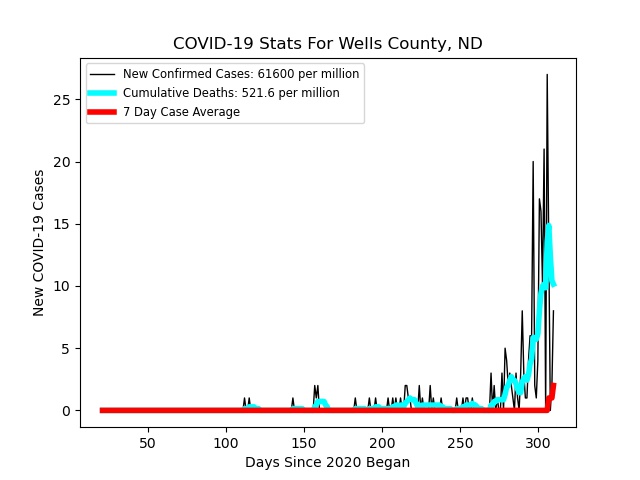 COVID-19 Stats For Wells County, ND
New Confirmed Cases: 61600 per million
Cumulative Deaths: 521.6 per million
7 Day Case Average
25
20
15
10
5
0
New COVID-19 Cases
50 100 150 200 250 300
Days Since 2020 Began